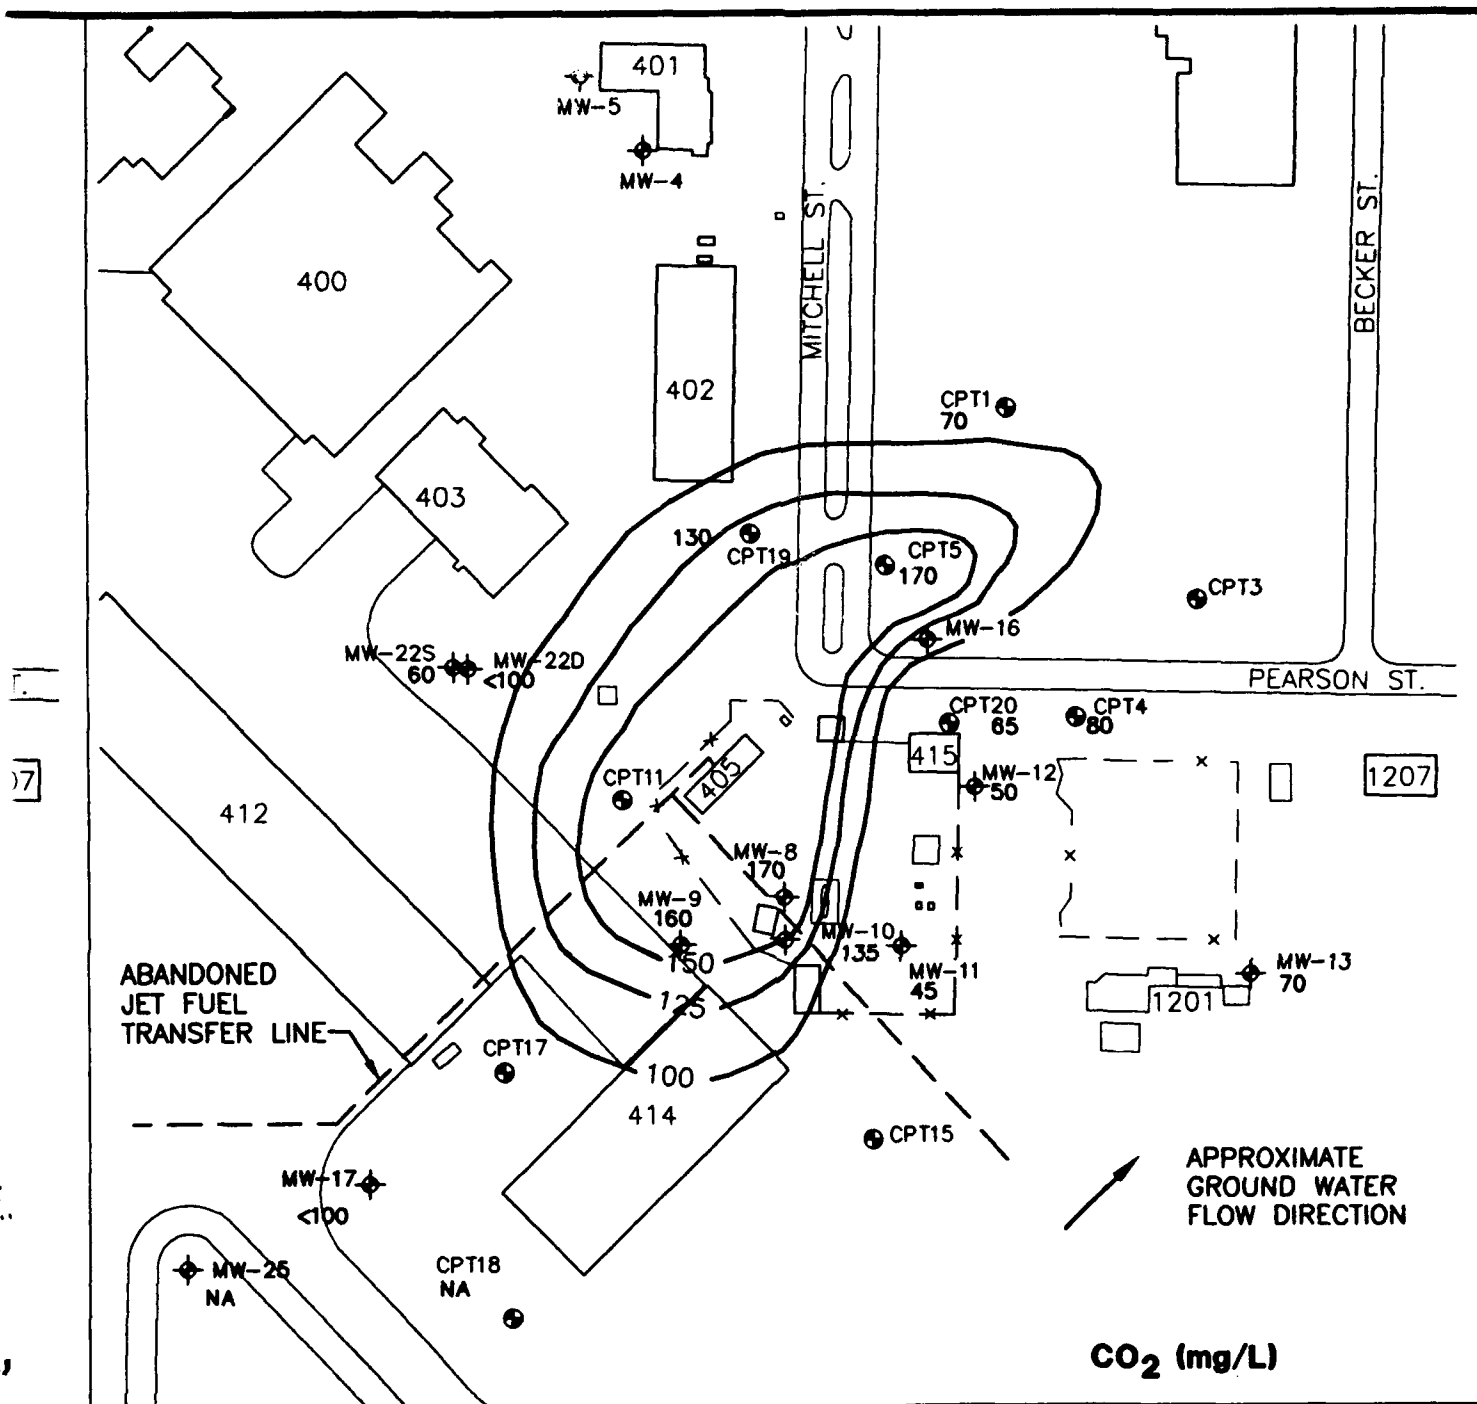 401
MW-5
MW-4
MITCHELL ST.
BECKER ST.
400
402
CPT1
70
403
130
CPT19
CPT5
170
CPT3
MW-16
MW-22S
60
MW-22D
<100
PEARSON ST.
CPT20
65
CPT4
80
415
CPT11
405
MW-12
50
1207
412
MW-8
170
MW-9
160
MW-10
135
150
MW-11
45
MW-13
70
ABANDONED
JET FUEL
TRANSFER LINE
125
1201
CPT17
100
414
CPT15
MW-17
<100
APPROXIMATE
GROUND WATER
FLOW DIRECTION
MW-25
NA
CPT18
NA
CO2 (mg/L)